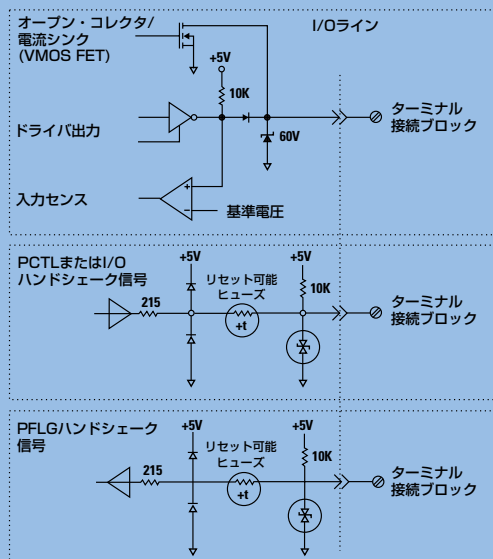 オープン・コレクタ/
電流シンク
(VMOS FET)
I/Oライン
+5V
10K
ドライバ出力
60V
ターミナル
接続ブロック
入力センス
+
−
基準電圧
PCTLまたはI/O
ハンドシェーク信号
+5V
+5V
リセット可能
ヒューズ
215
10K
+t
ターミナル
接続ブロック
PFLGハンドシェーク
信号
+5V
+5V
リセット可能
ヒューズ
215
10K
+t
ターミナル
接続ブロック